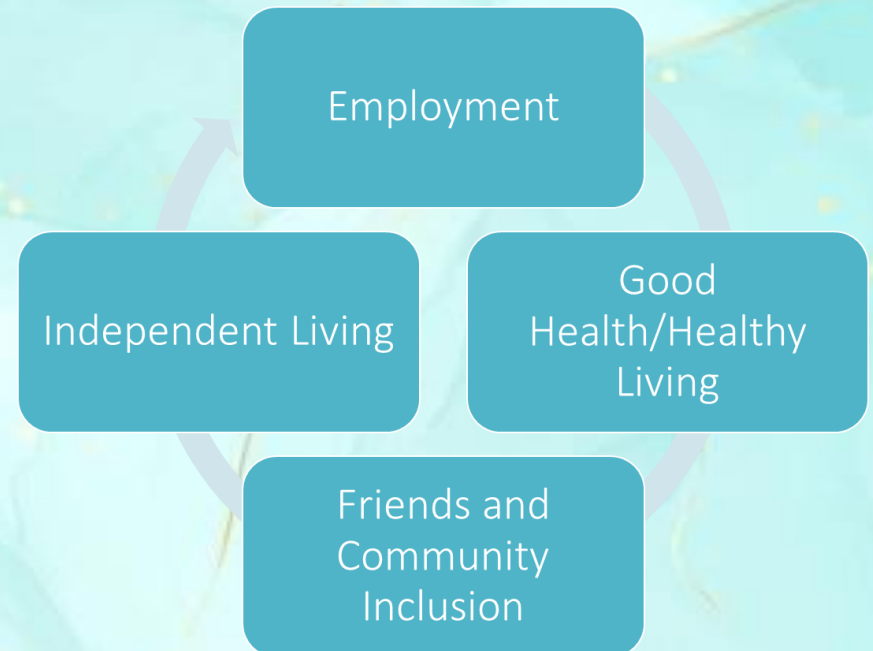 Employment
Good
Health/Healthy
Living
Friends and
Community
Inclusion
Independent Living